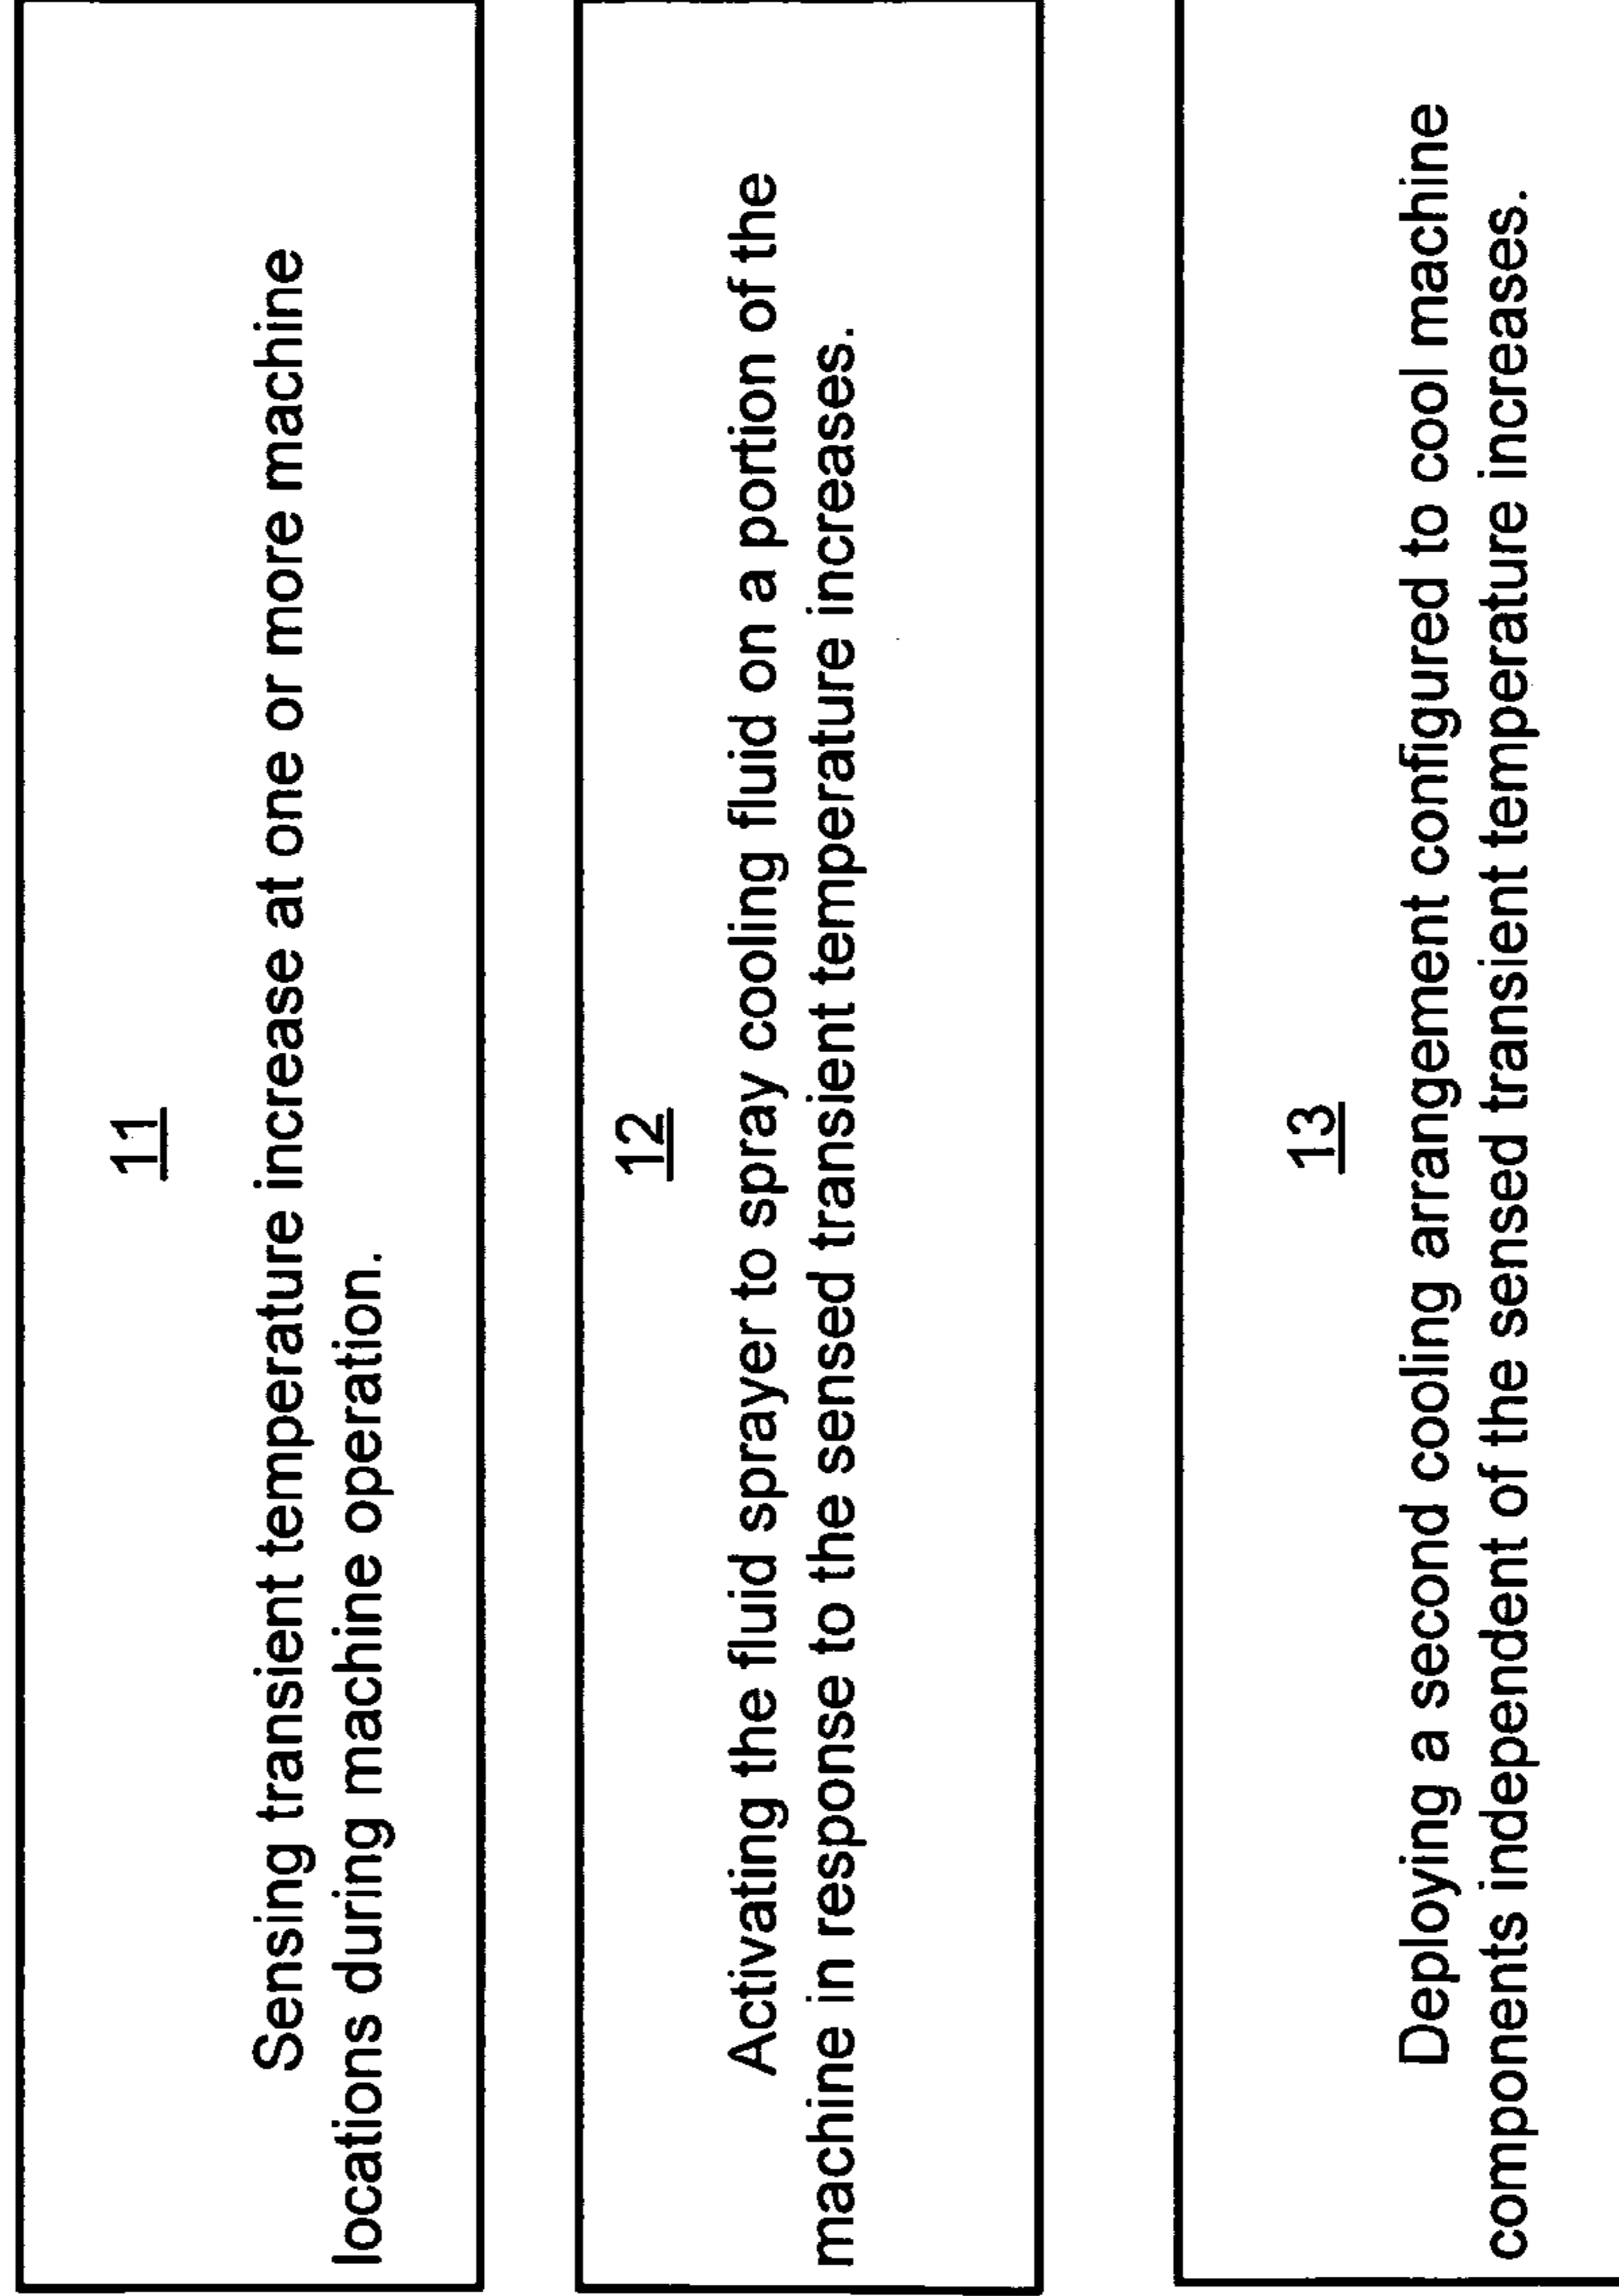 11
Sensing transient temperature increase at one or more machine
locations during machine operation.
12
Activating the fluid sprayer to spray cooling fluid on a portion of the
machine in response to the sensed transient temperature increases.
13
Deploying a second cooling arrangement configured to cool machine
components independent of the sensed transient temperature increases.